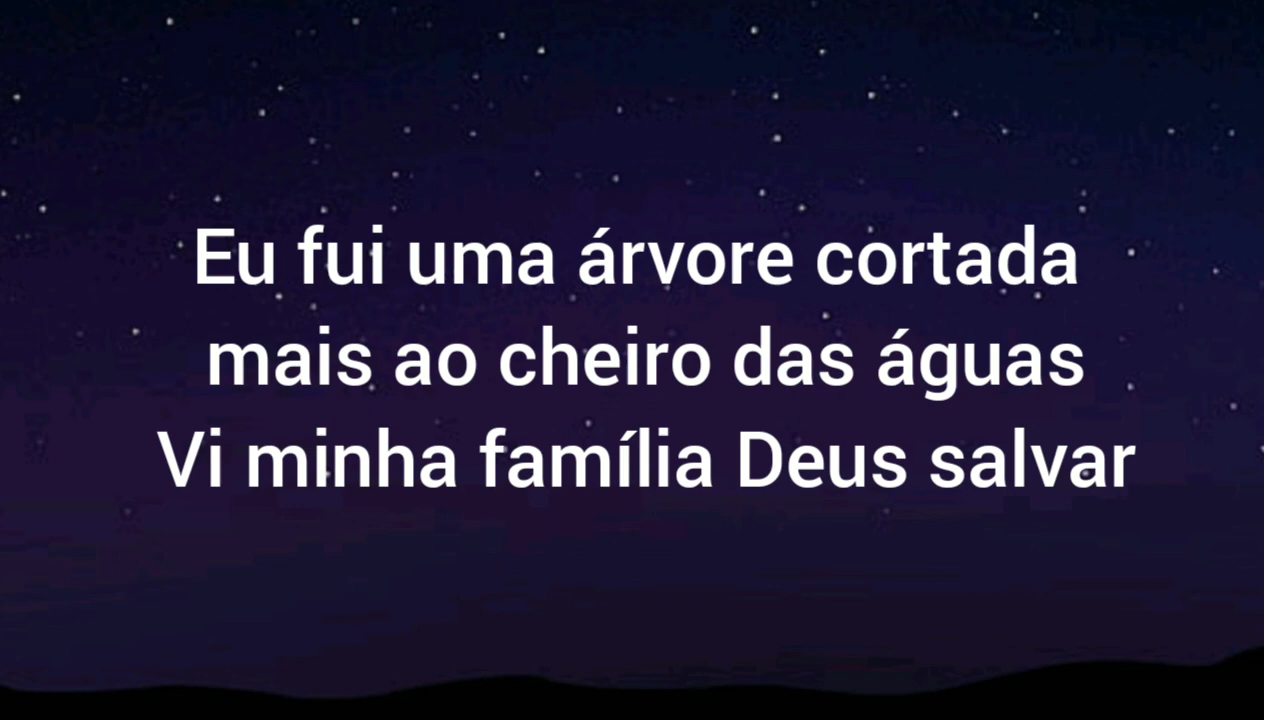 Eu fui uma árvore cortada
mais ao cheiro das águas
Vi minha família Deus salvar